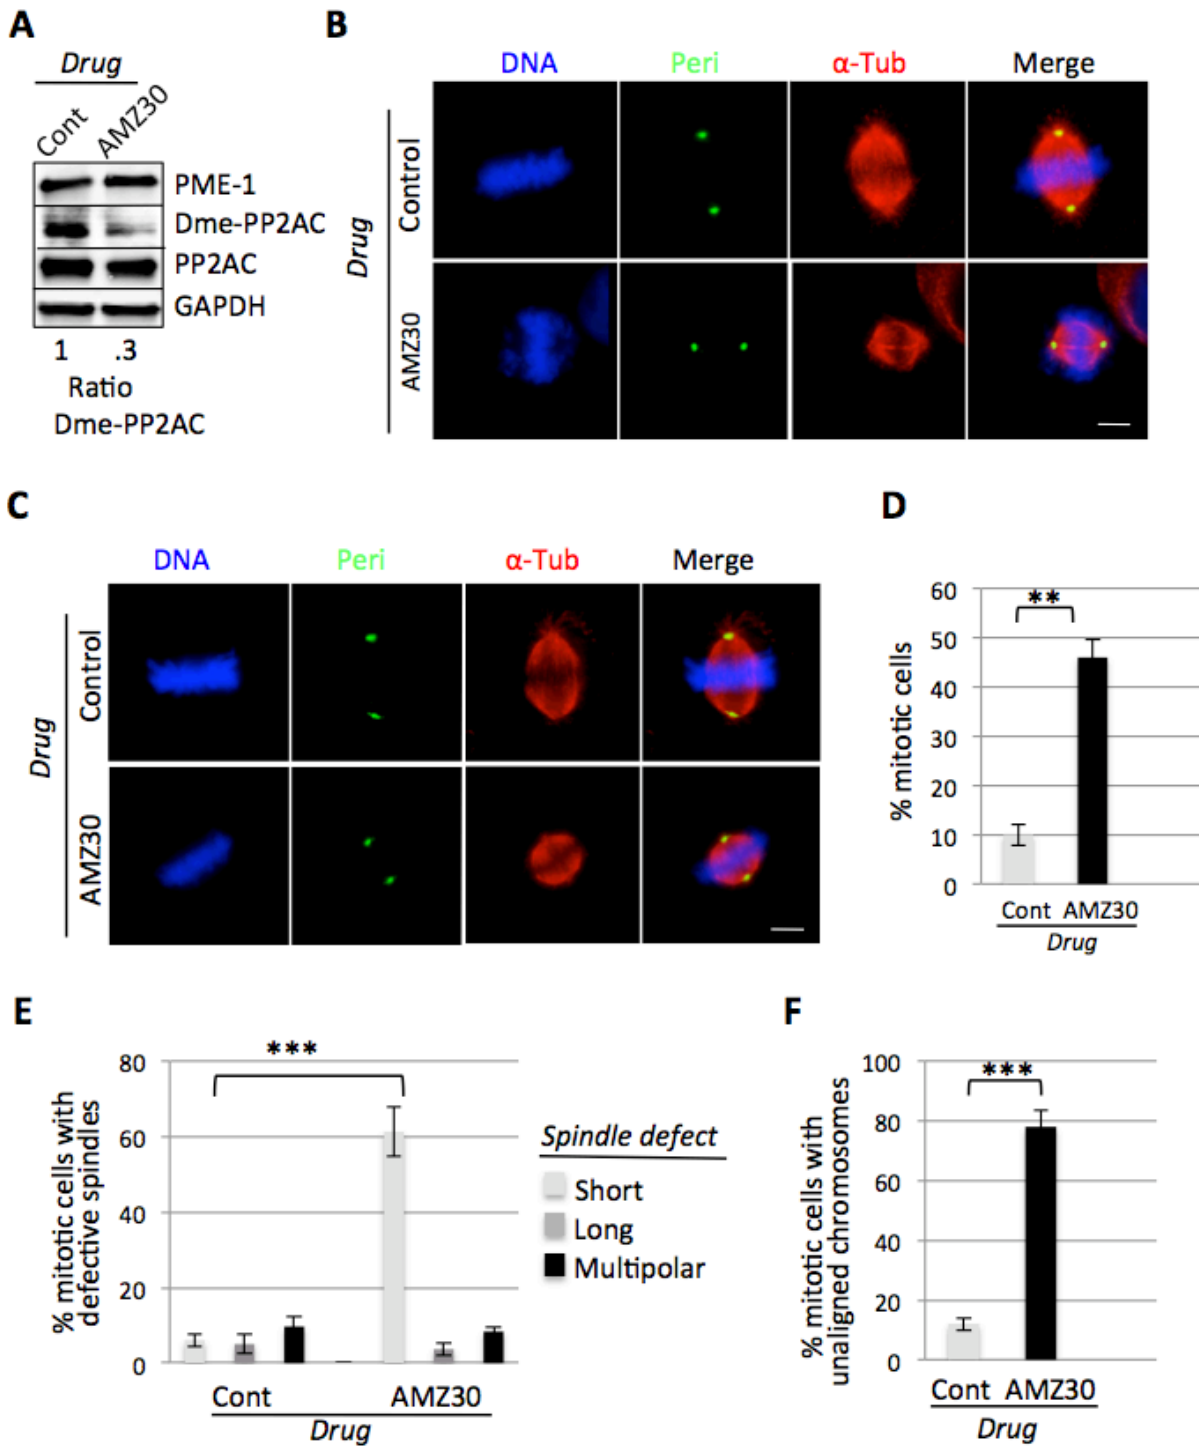 A
Drug
Cont AMZ30
PME-1
Dme-PP2AC
PP2AC
GAPDH
1 .3
Ratio
Dme-PP2AC
B
DNA Peri α-Tub Merge
Drug
Control
AMZ30
C
DNA Peri α-Tub Merge
Drug
Control
AMZ30
D
% mitotic cells
60
50
40
30
20
10
0
**
Cont AMZ30
Drug
E
% mitotic cells with
defective spindles
80
60
40
20
0
***
Cont AMZ30
Drug
Spindle defect
Short
Long
Multipolar
F
% mitotic cells with
unaligned chromosomes
100
80
60
40
20
0
***
Cont AMZ30
Drug